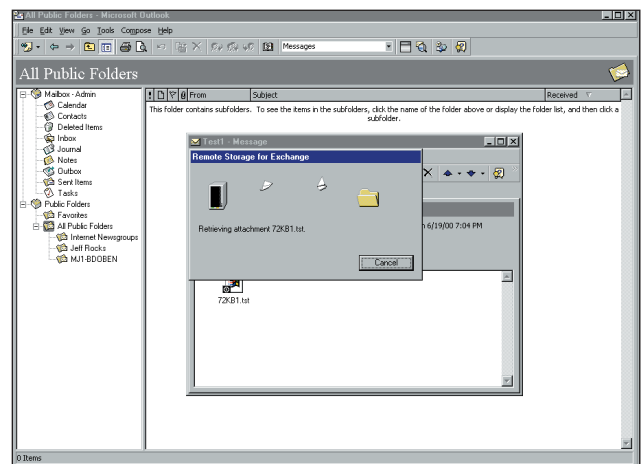 All Public Folders - Microsoft Outlook
File Edit View Go Tools Compose Help
Messages
All Public Folders
Mailbox - Admin
Calendar
Contacts
Deleted Items
Inbox
Journal
Notes
Outbox
Sent Items
Tasks
Public Folders
Favorites
All Public Folders
Internet Newsgroups
Jeff Rocks
MJ1-BDOBEN
From Subject Received
This folder contains subfolders. To see the items in the subfolders, click the name of the folder above or display the folder list, and then click a
subfolder.
Test1 - Message
Remote Storage for Exchange
6/19/00 7:04 PM
Retrieving attachment 72KB1.tst.
Cancel
72KB1.tst
0 Items